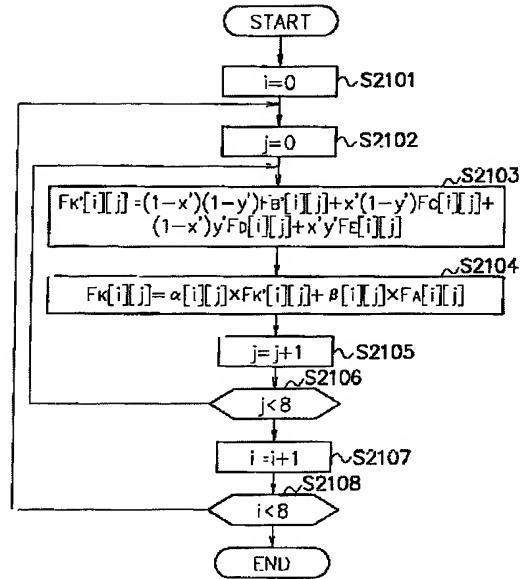 START
i=0 S2101
j=0 S2102
S2103
FK'[i][j]=(1-x')(1-y')FB'[i][j]+x'(1-y')FC[i][j]+
(1-x')y'FD[i][j]+x'y'FE[i][j]
S2104
FK[i][j]=α[i][j]×FK'[i][j]+β[i][j]×FA[i][j]
j=j+1 S2105
S2106
j<8
i=i+1 S2107
S2108
i<8
END